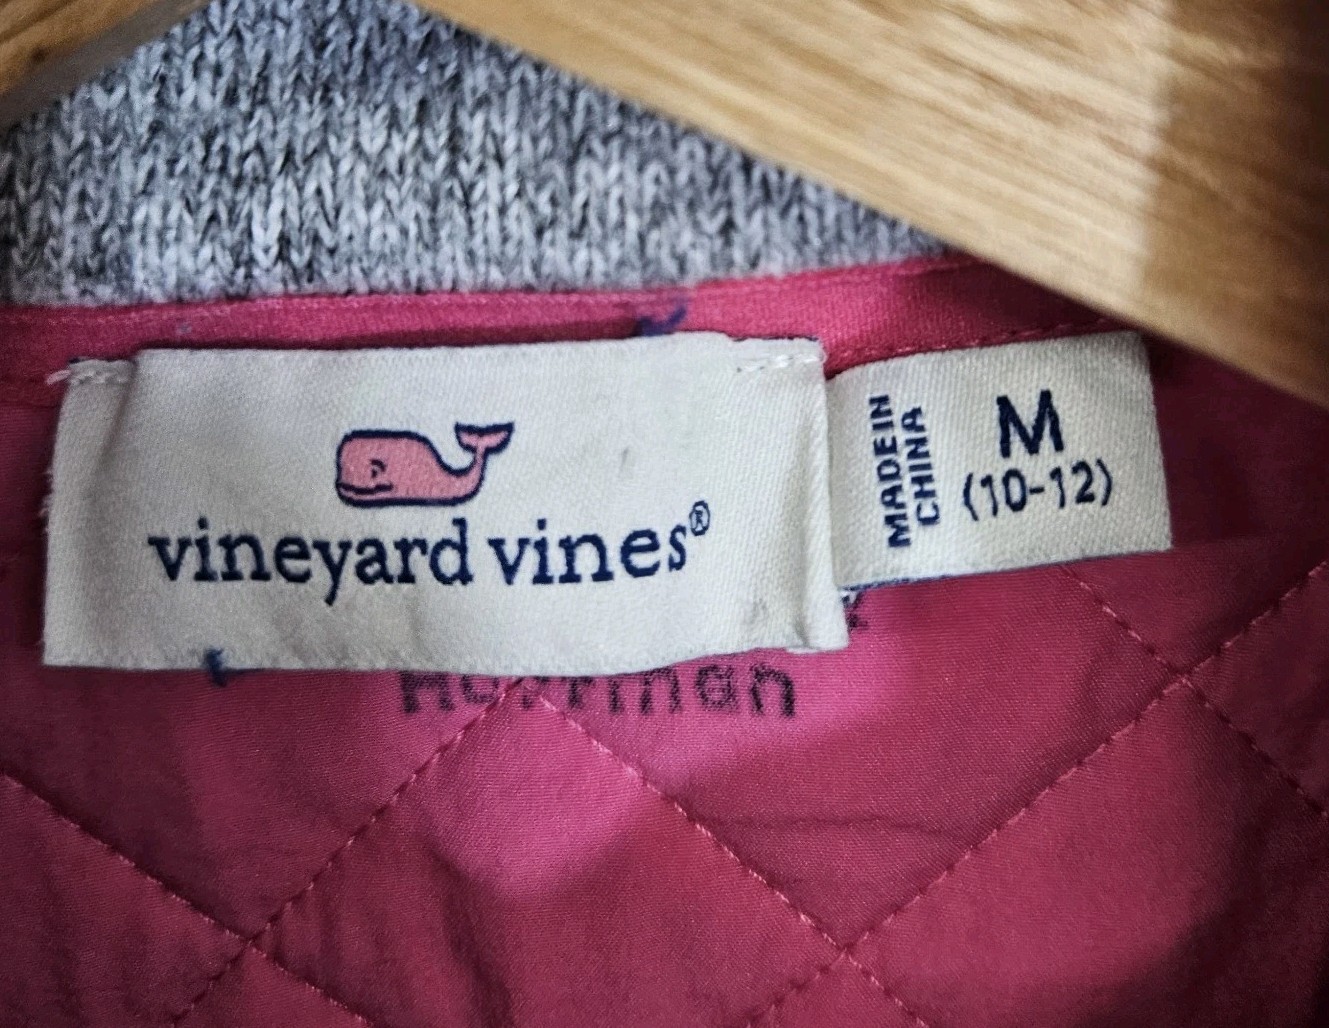 vineyard vines®
MADE IN
CHINA
M
(10-12)